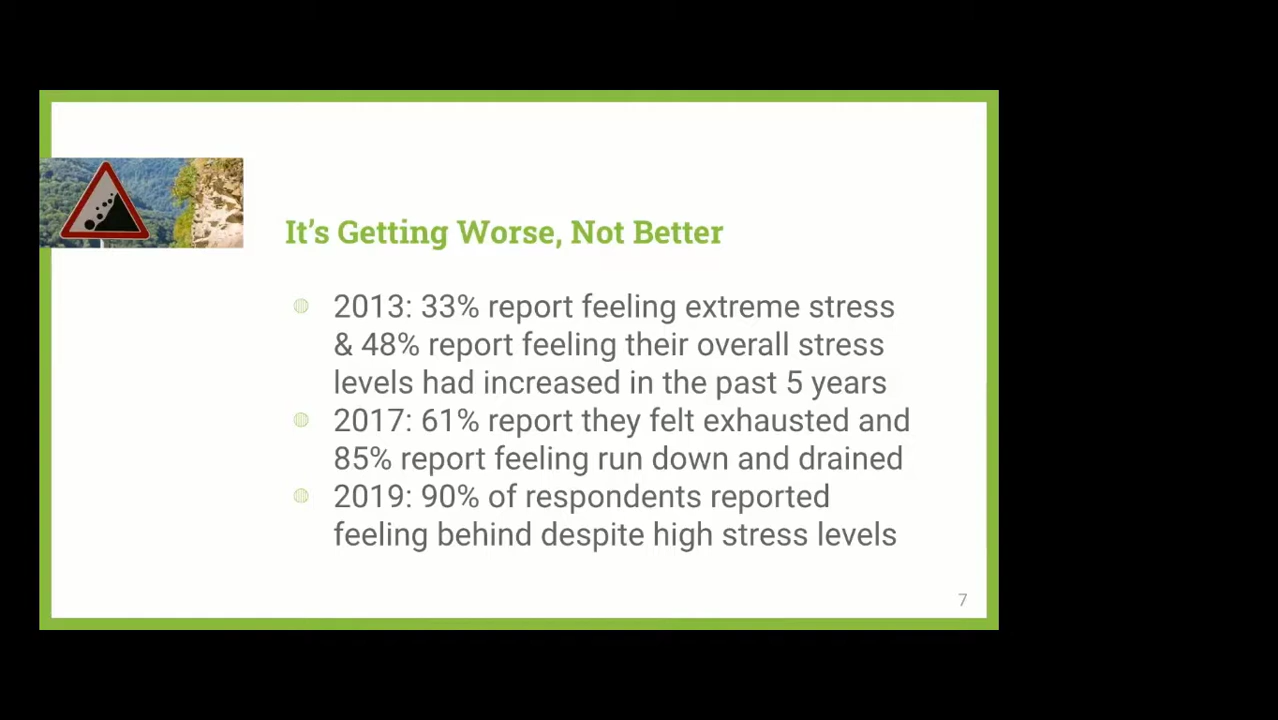 It's Getting Worse, Not Better
2013: 33% report feeling extreme stress
& 48% report feeling their overall stress
levels had increased in the past 5 years
2017: 61% report they felt exhausted and
85% report feeling run down and drained
2019: 90% of respondents reported
feeling behind despite high stress levels
7